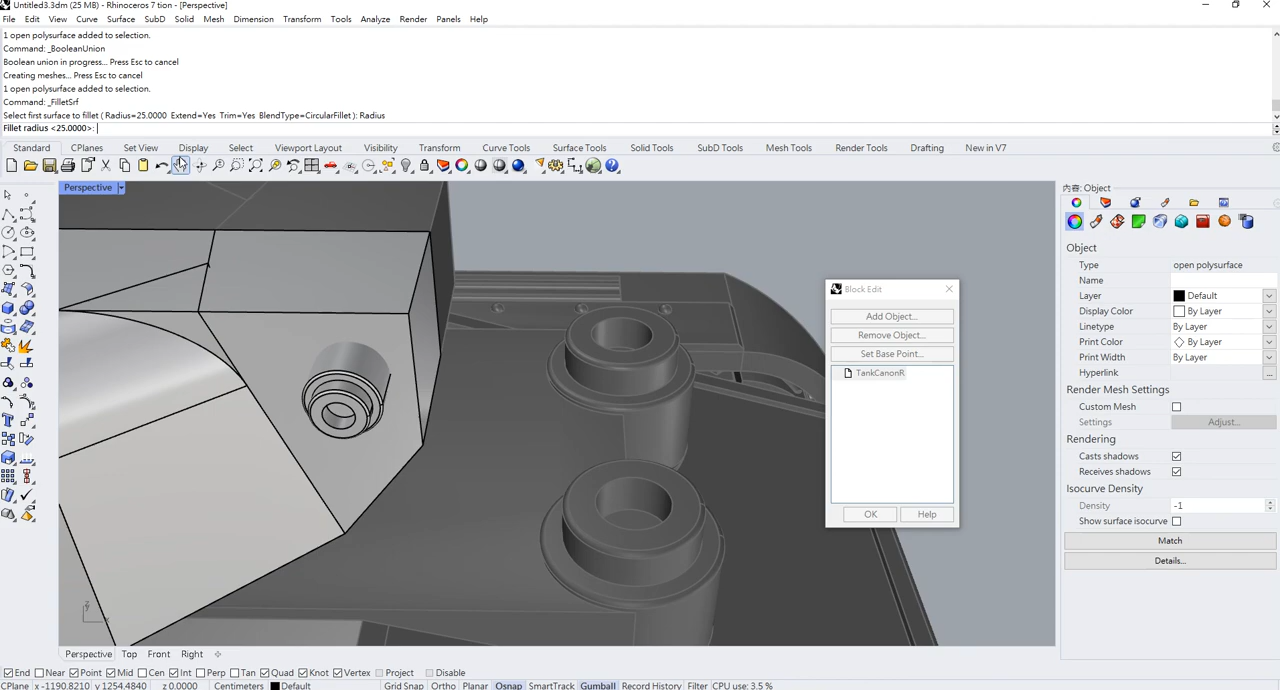 Untitled3.3dm (25 MB) - Rhinoceros 7 tion - [Perspective]
File Edit View Curve Surface SubD Solid Mesh Dimension Transform Tools Analyze Render Panels Help
1 open polysurface added to selection.
Command: _BooleanUnion
Boolean union in progress... Press Esc to cancel
Creating meshes... Press Esc to cancel
1 open polysurface added to selection.
Command: _FilletSrf
Select first surface to fillet ( Radius=25.0000 Extend=Yes Trim=Yes BlendType=CircularFillet ): Radius
Fillet radius <25.0000>:
Standard CPlanes Set View Display Select Viewport Layout Visibility Transform Curve Tools Surface Tools Solid Tools SubD Tools Mesh Tools Render Tools Drafting New in V7
Perspective
內容: Object
Object
Type open polysurface
Name
Layer Default
Display Color By Layer
Linetype By Layer
Print Color By Layer
Print Width By Layer
Hyperlink ...
Render Mesh Settings
Custom Mesh
Settings Adjust...
Rendering
Casts shadows
Receives shadows
Isocurve Density
Density -1
Show surface isocurve
Match
Details...
Block Edit
Add Object...
Remove Object...
Set Base Point...
TankCanonR
OK Help
Perspective Top Front Right
End Near Point Mid Cen Int Perp Tan Quad Knot Vertex Project Disable
CPlane x -1190.8210 y 1254.4840 z 0.0000 Centimeters Default Grid Snap Ortho Planar Osnap SmartTrack Gumball Record History Filter CPU use: 3.5 %